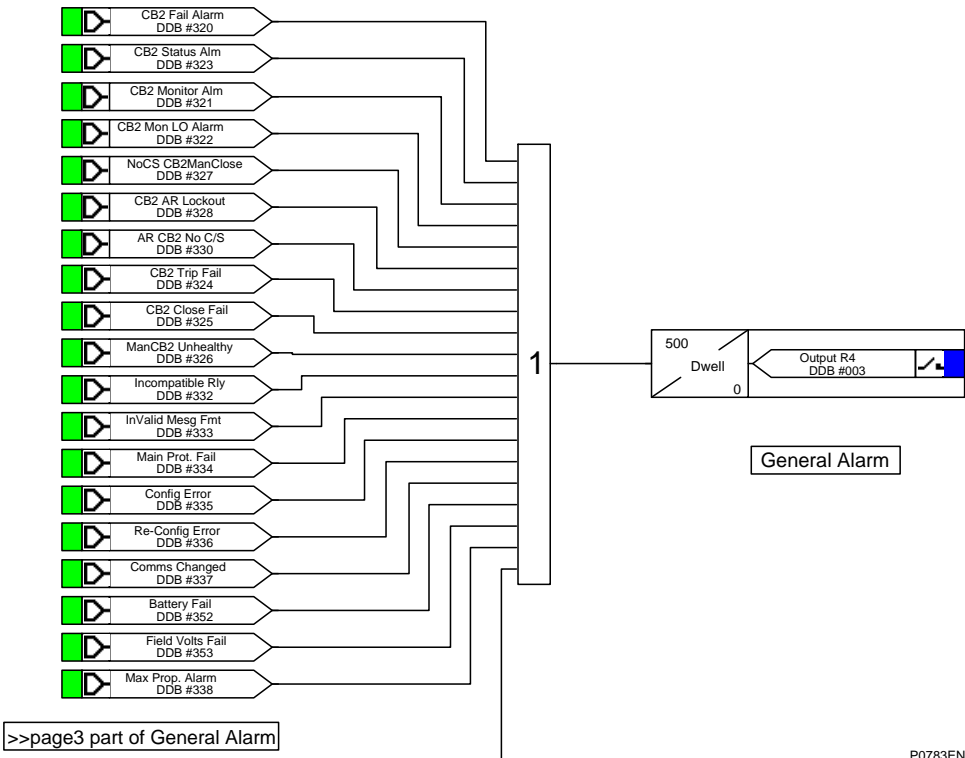 CB2 Fail Alarm
DDB #320
CB2 Status Alm
DDB #323
CB2 Monitor Alm
DDB #321
CB2 Mon LO Alarm
DDB #322
NoCS CB2ManClose
DDB #327
CB2 AR Lockout
DDB #328
AR CB2 No C/S
DDB #330
CB2 Trip Fail
DDB #324
CB2 Close Fail
DDB #325
ManCB2 Unhealthy
DDB #326
Incompatible Rly
DDB #332
InValid Mesg Fmt
DDB #333
Main Prot. Fail
DDB #334
Config Error
DDB #335
Re-Config Error
DDB #336
Comms Changed
DDB #337
Battery Fail
DDB #352
Field Volts Fail
DDB #353
Max Prop. Alarm
DDB #338
1
500
Dwell
0
Output R4
DDB #003
General Alarm
>>page3 part of General Alarm
P0783EN